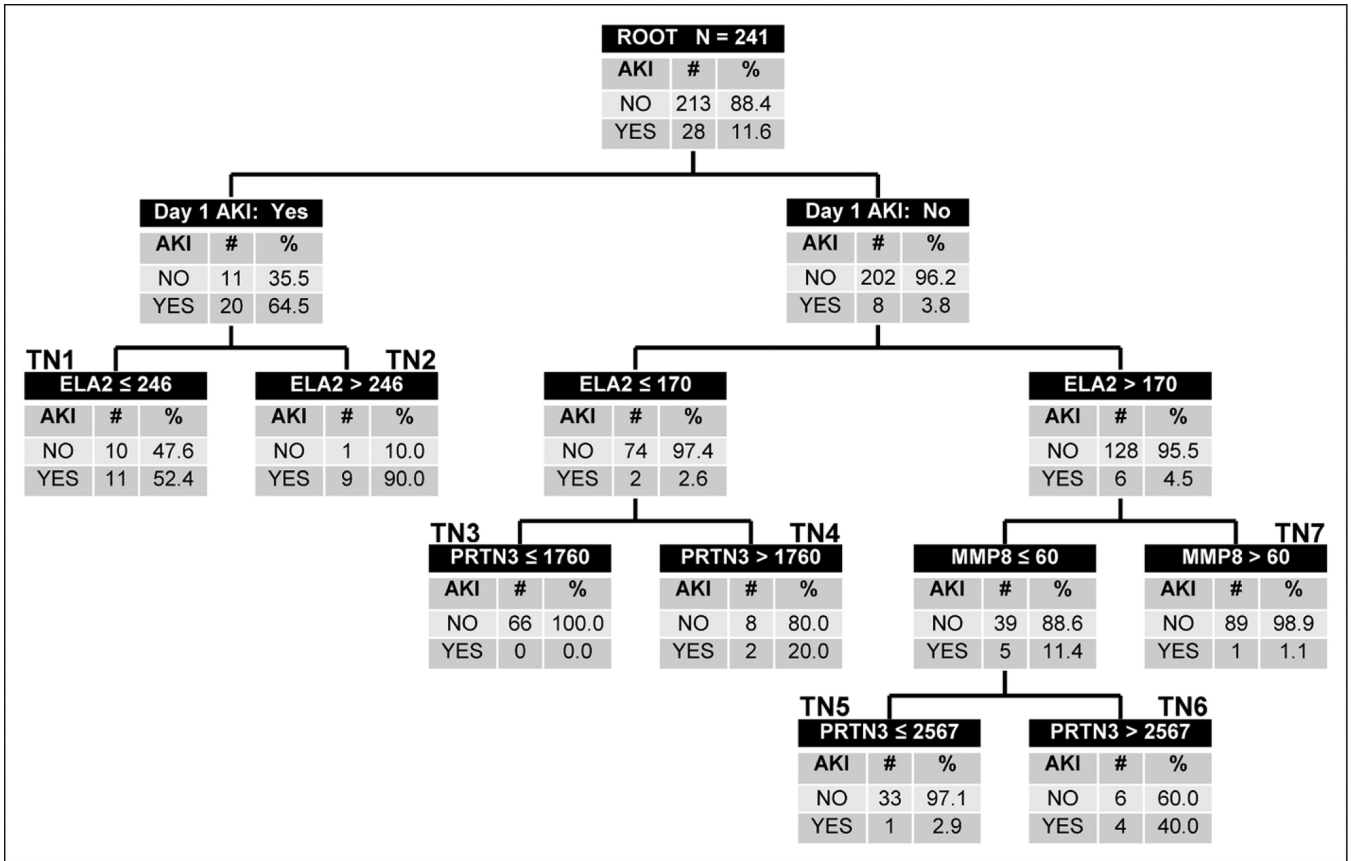 ROOT N = 241
AKI # %
NO 213 88.4
YES 28 11.6
Day 1 AKI: Yes
AKI # %
NO 11 35.5
YES 20 64.5
Day 1 AKI: No
AKI # %
NO 202 96.2
YES 8 3.8
TN1
ELA2 ≤ 246
AKI # %
NO 10 47.6
YES 11 52.4
TN2
ELA2 > 246
AKI # %
NO 1 10.0
YES 9 90.0
ELA2 ≤ 170
AKI # %
NO 74 97.4
YES 2 2.6
ELA2 > 170
AKI # %
NO 128 95.5
YES 6 4.5
TN3
PRTN3 ≤ 1760
AKI # %
NO 66 100.0
YES 0 0.0
TN4
PRTN3 > 1760
AKI # %
NO 8 80.0
YES 2 20.0
MMP8 ≤ 60
AKI # %
NO 39 88.6
YES 5 11.4
TN7
MMP8 > 60
AKI # %
NO 89 98.9
YES 1 1.1
TN5
PRTN3 ≤ 2567
AKI # %
NO 33 97.1
YES 1 2.9
TN6
PRTN3 > 2567
AKI # %
NO 6 60.0
YES 4 40.0